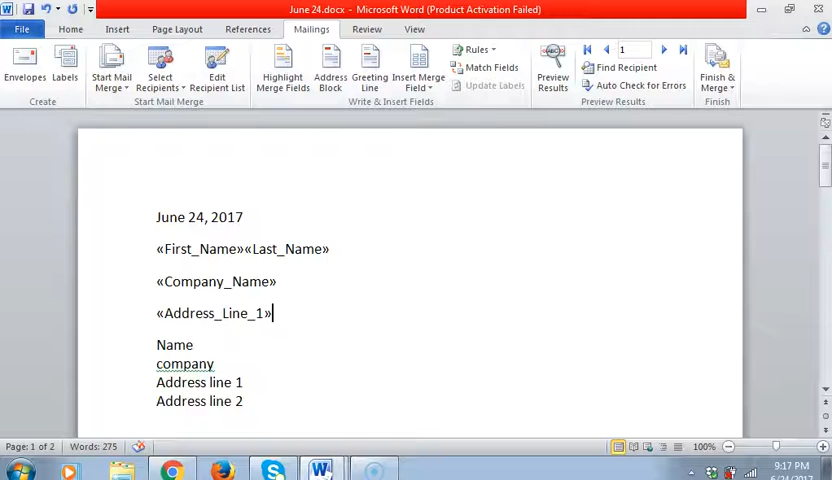 June 24.docx - Microsoft Word (Product Activation Failed)
File Home Insert Page Layout References Mailings Review View
Envelopes Labels Start Mail Merge Select Recipients Edit Recipient List Highlight Merge Fields Address Block Greeting Line Insert Merge Field Rules Match Fields Update Labels Preview Results 1 Find Recipient Auto Check for Errors Finish & Merge
Create Start Mail Merge Write & Insert Fields Preview Results Finish
June 24, 2017
«First_Name»«Last_Name»
«Company_Name»
«Address_Line_1»
Name
company
Address line 1
Address line 2
Page: 1 of 2 Words: 275 100%
9:17 PM
6/24/2017